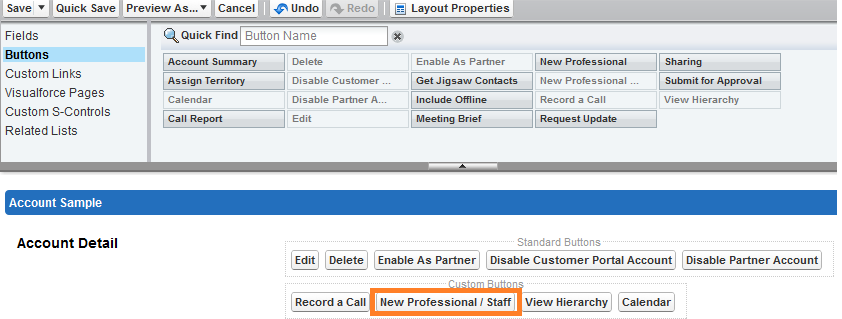 Save Quick Save Preview As... Cancel Undo Redo Layout Properties
Fields
Buttons
Custom Links
Visualforce Pages
Custom S-Controls
Related Lists
Quick Find Button Name
Account Summary Delete Enable As Partner New Professional Sharing
Assign Territory Disable Customer ... Get Jigsaw Contacts New Professional ... Submit for Approval
Calendar Disable Partner A... Include Offline Record a Call View Hierarchy
Call Report Edit Meeting Brief Request Update
Account Sample
Account Detail
Standard Buttons
Edit Delete Enable As Partner Disable Customer Portal Account Disable Partner Account
Custom Buttons
Record a Call New Professional / Staff View Hierarchy Calendar